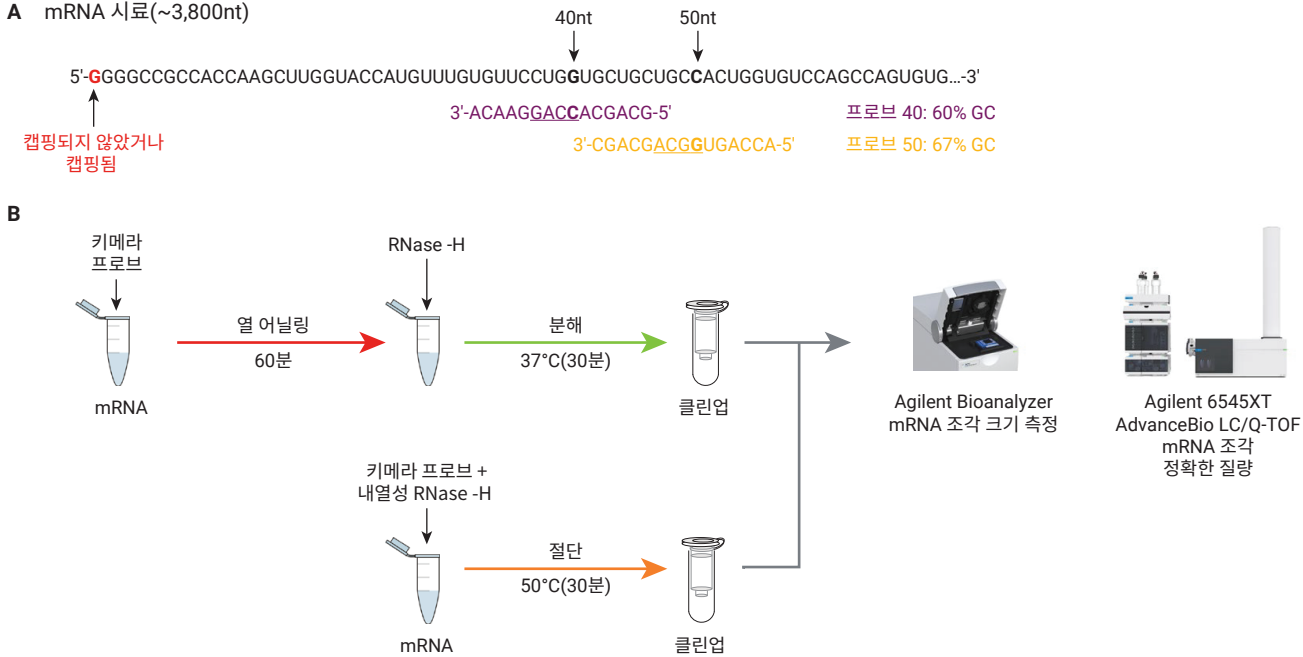 A mRNA 시료(~3,800nt)
40nt 50nt
5'-GGGGCCGCCACCAAGCUUGGUACCAUGUUUGUGUUCCUGGUGCUGCUGCCACUGGUGUCCAGCCAGUGUG...-3'
3'-ACAAGGACCACGACG-5' 프로브 40: 60% GC
캡핑되지 않았거나
캡핑됨
3'-CGACGACGGUGACCA-5' 프로브 50: 67% GC
B
키메라
프로브
RNase -H
열 어닐링
60분
분해
37°C(30분)
mRNA
클린업
Agilent Bioanalyzer
mRNA 조각 크기 측정
Agilent 6545XT
AdvanceBio LC/Q-TOF
mRNA 조각
정확한 질량
키메라 프로브 +
내열성 RNase -H
절단
50°C(30분)
mRNA
클린업